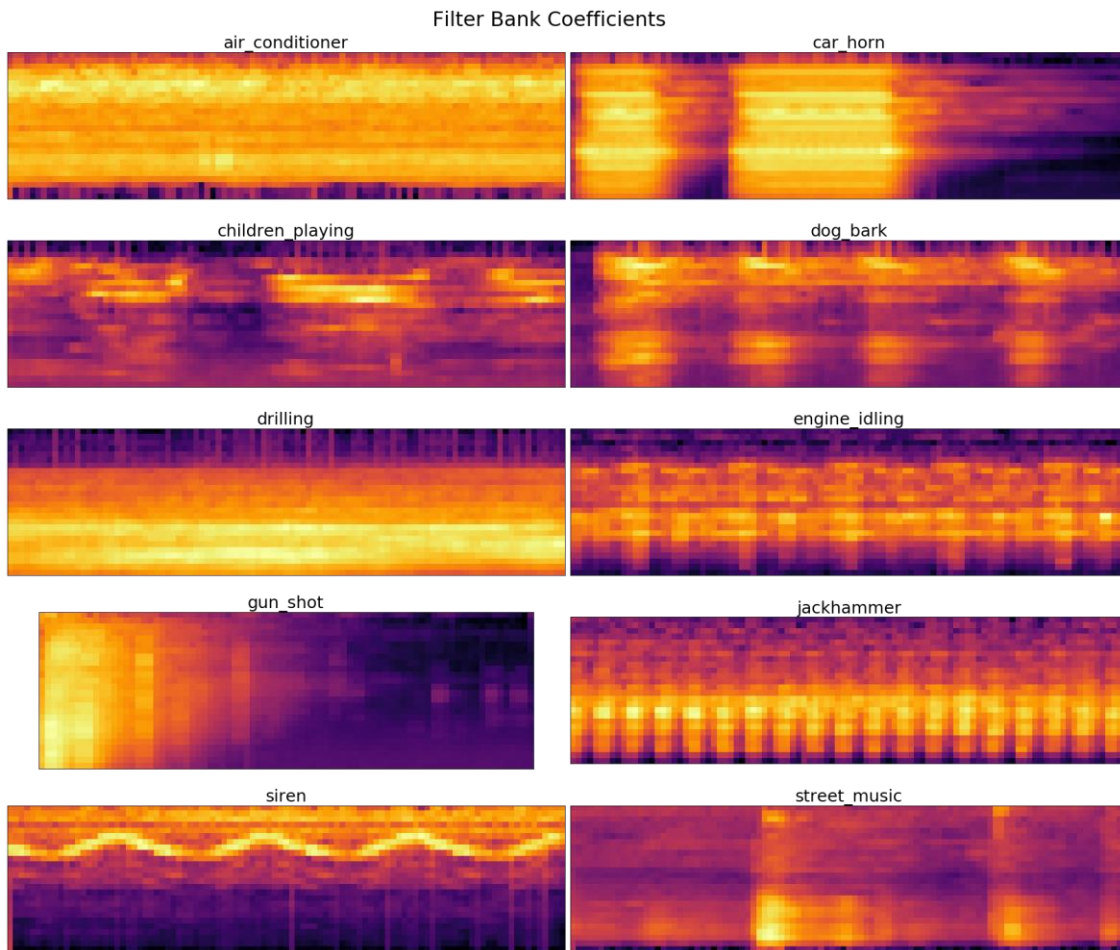 Filter Bank Coefficients
air_conditioner
car_horn
children_playing
dog_bark
drilling
engine_idling
gun_shot
jackhammer
siren
street_music